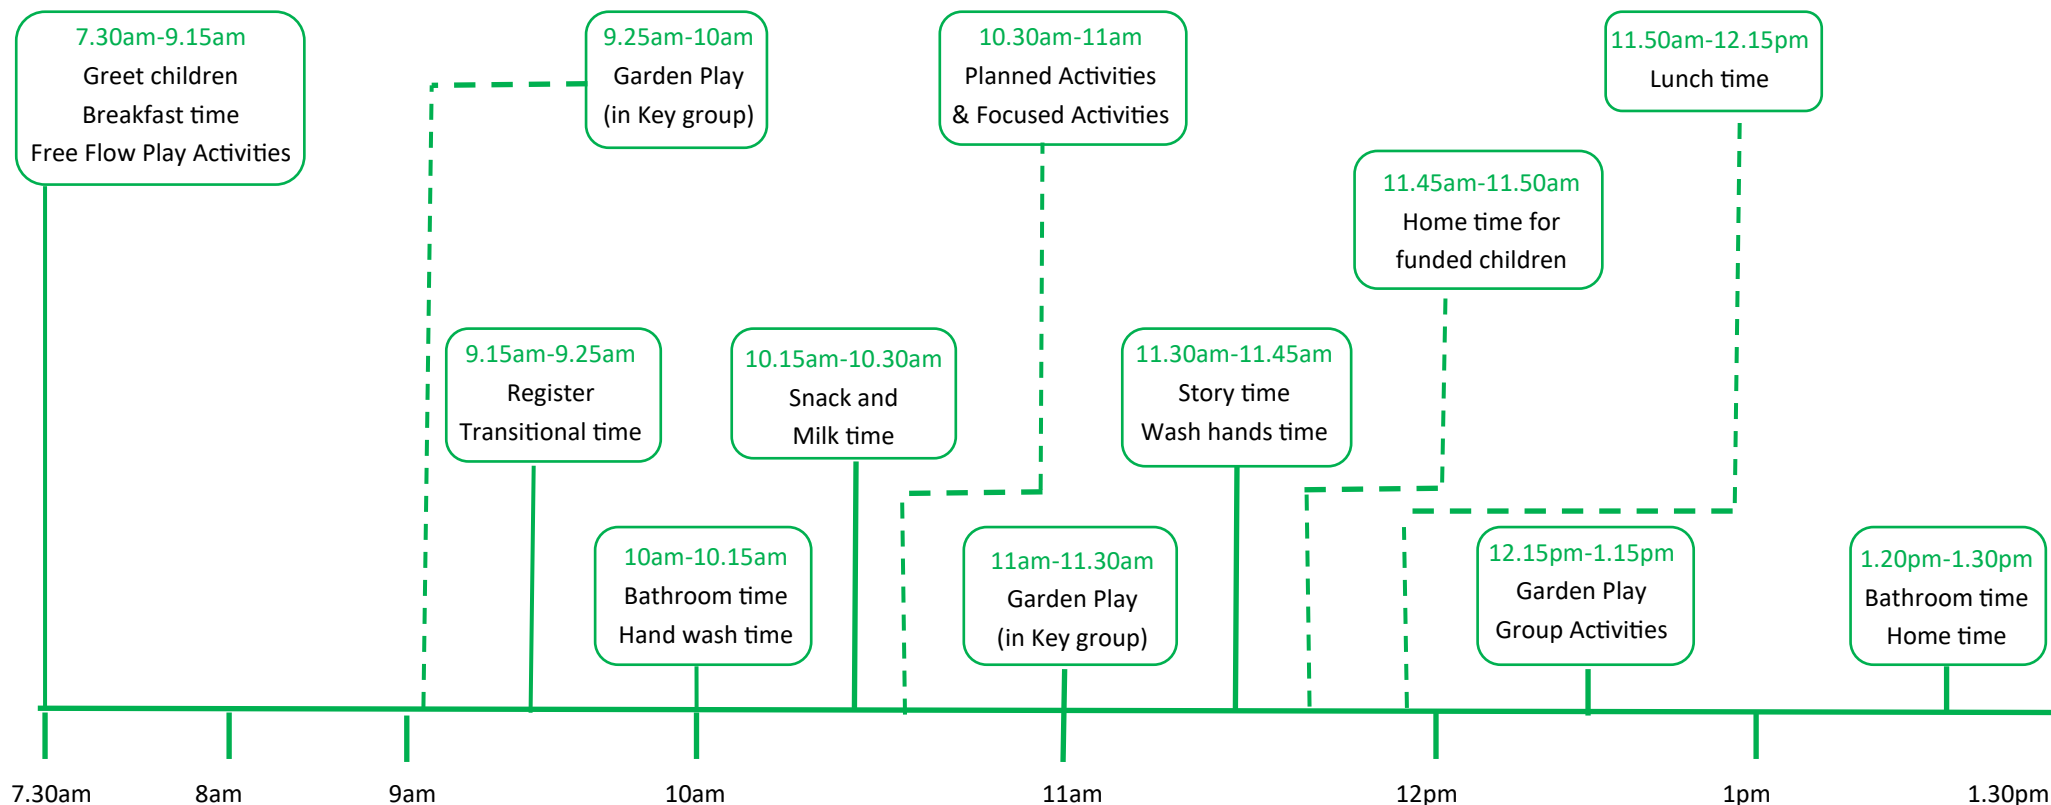 7.30am-9.15am
Greet children
Breakfast time
Free Flow Play Activities
9.25am-10am
Garden Play
(in Key group)
10.30am-11am
Planned Activities
& Focused Activities
11.50am-12.15pm
Lunch time
11.45am-11.50am
Home time for
funded children
9.15am-9.25am
Register
Transitional time
10.15am-10.30am
Snack and
Milk time
11.30am-11.45am
Story time
Wash hands time
10am-10.15am
Bathroom time
Hand wash time
11am-11.30am
Garden Play
(in Key group)
12.15pm-1.15pm
Garden Play
Group Activities
1.20pm-1.30pm
Bathroom time
Home time
7.30am
8am
9am
10am
11am
12pm
1pm
1.30pm